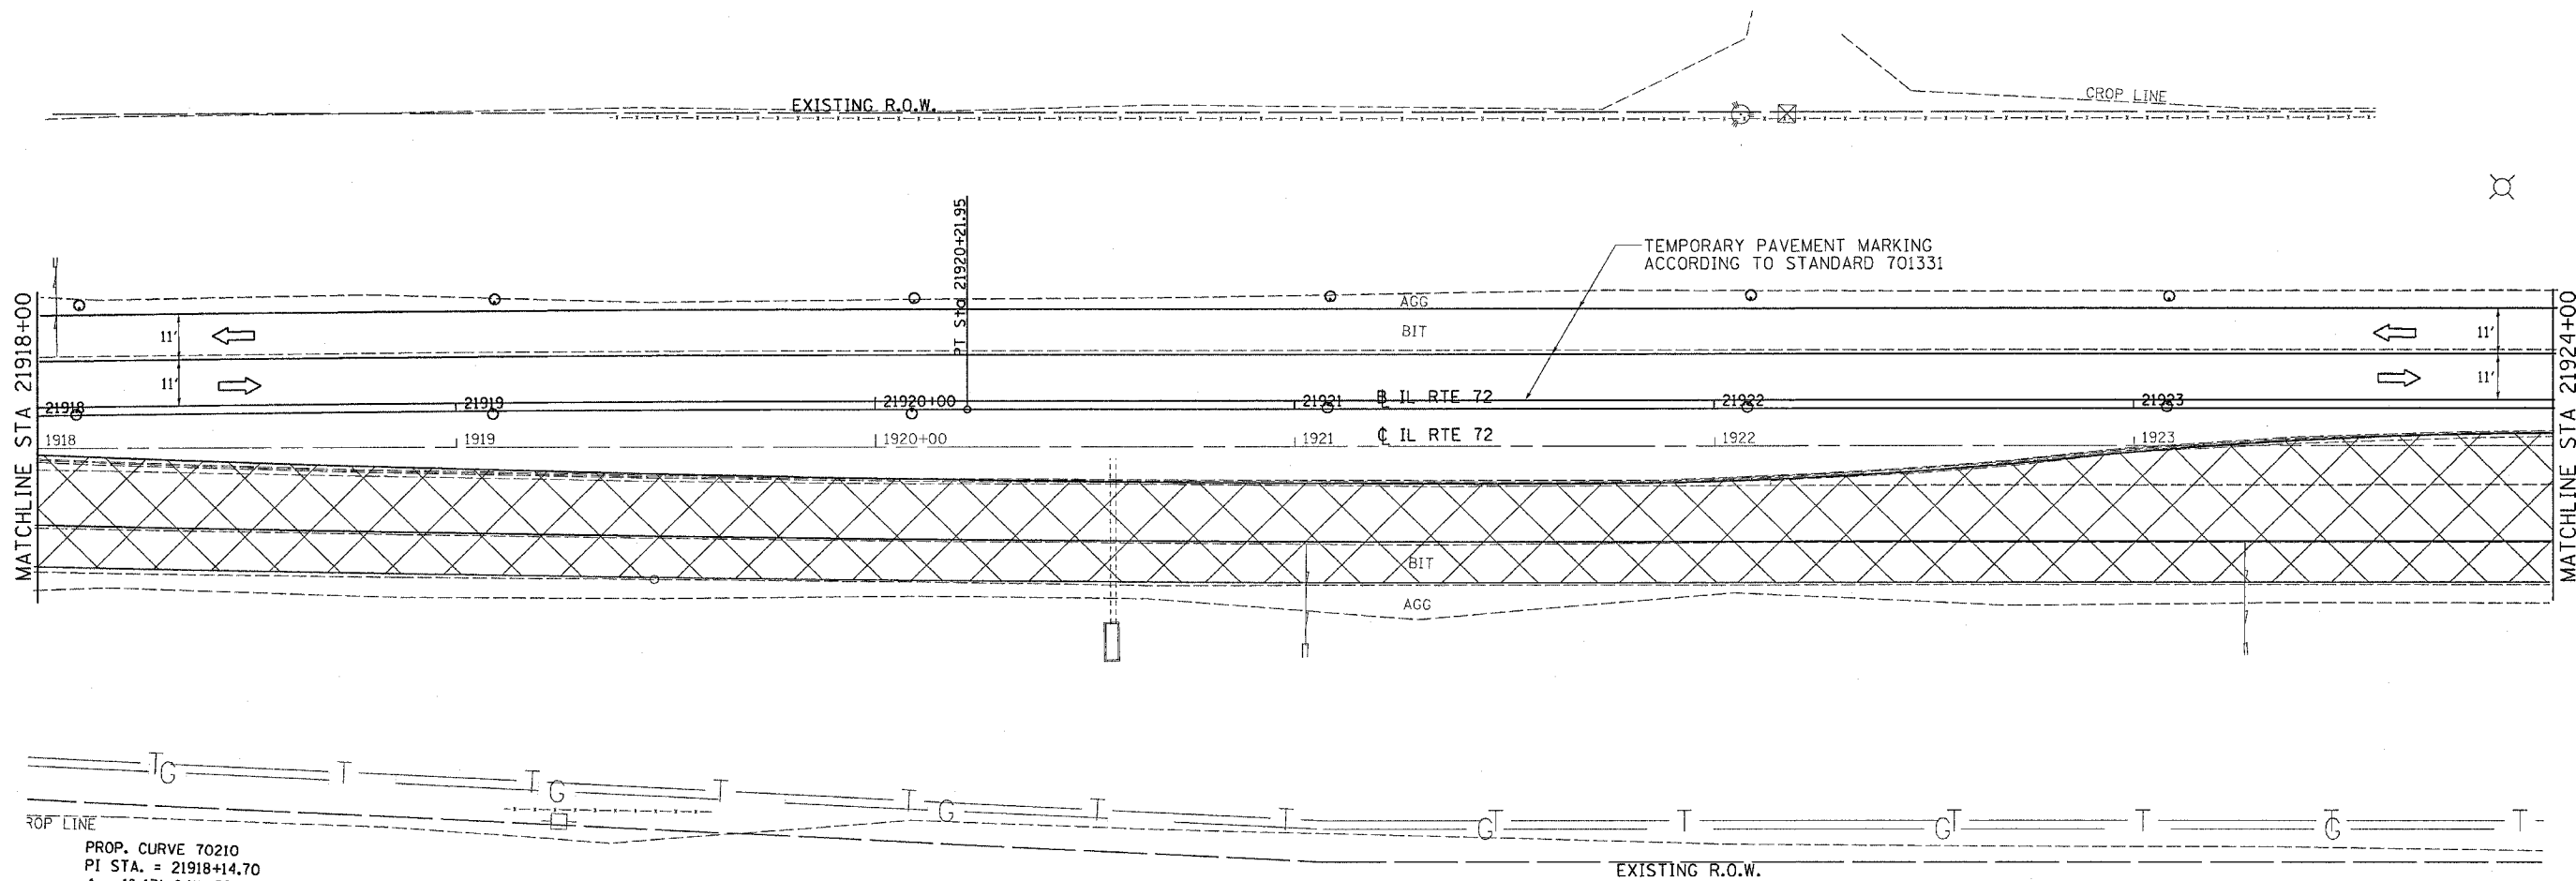 EXISTING R.O.W.
CROP LINE
PT Sta 21920+21.95
TEMPORARY PAVEMENT MARKING
ACCORDING TO STANDARD 701331
MATCHLINE STA 21918+00
MATCHLINE STA 21924+00
AGG
BIT
11'
11'
11'
11'
21918
21919
21920+00
21921
℄ IL RTE 72
21922
21923
1918
1919
1920+00
1921
℄ IL RTE 72
1922
1923
BIT
AGG
T G T T G T T G T T G T T G T T G T
ROP LINE
EXISTING R.O.W.
PROP. CURVE 70210
PI STA. = 21918+14.70